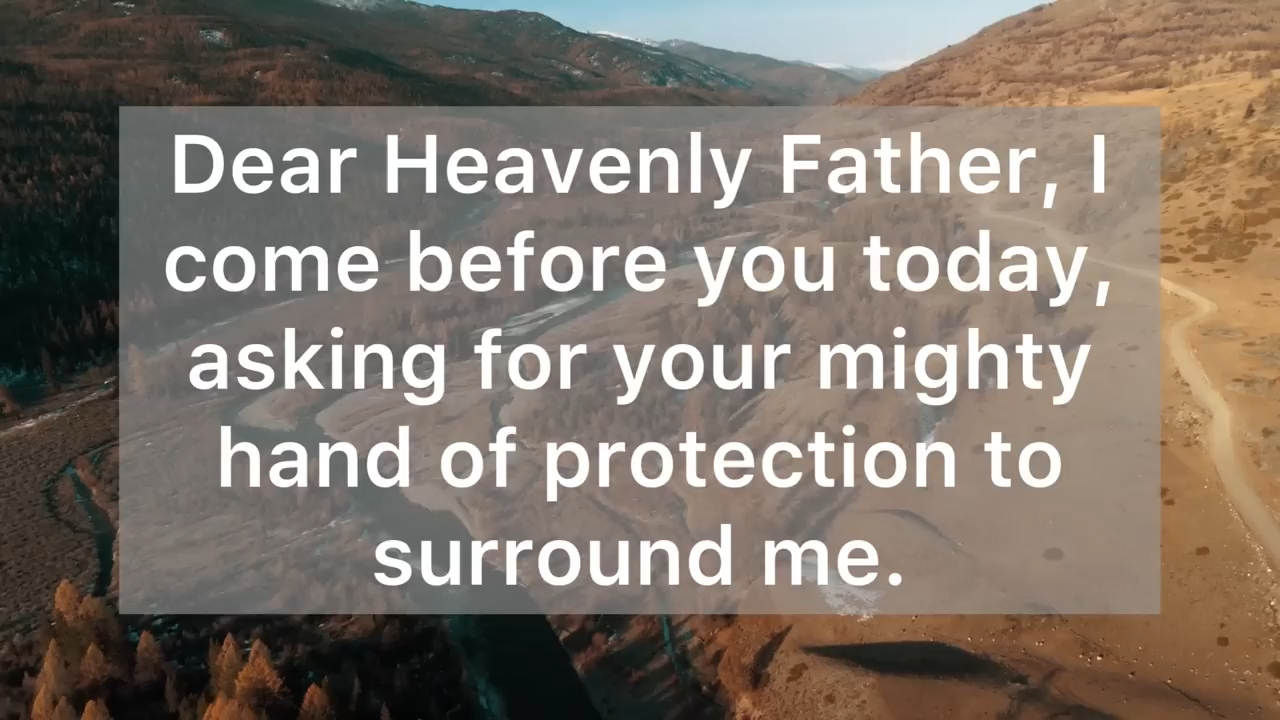 Dear Heavenly Father, I
come before you today,
asking for your mighty
hand of protection to
surround me.